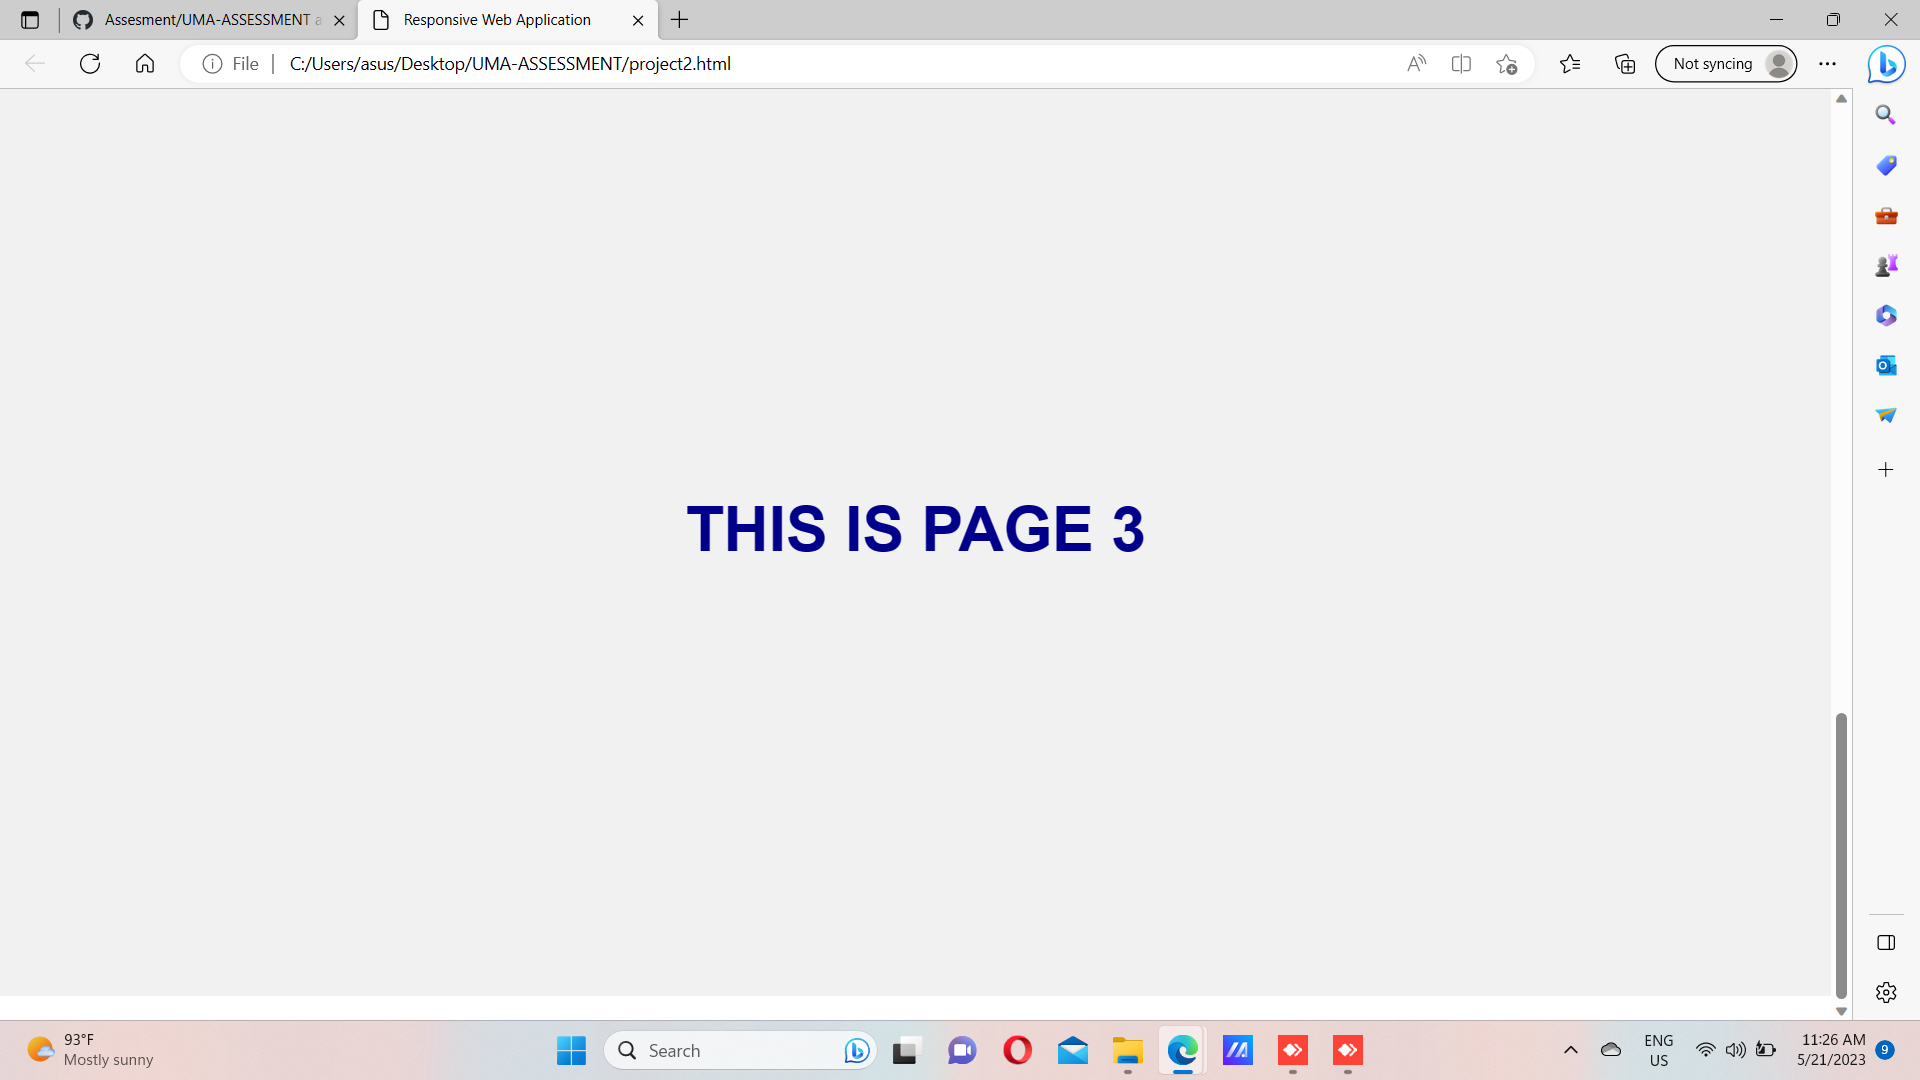 Assesment/UMA-ASSESSMENT a
Responsive Web Application
File
C:/Users/asus/Desktop/UMA-ASSESSMENT/project2.html
Not syncing
THIS IS PAGE 3
93°F
Mostly sunny
Search
ENG
US
11:26 AM
5/21/2023
9